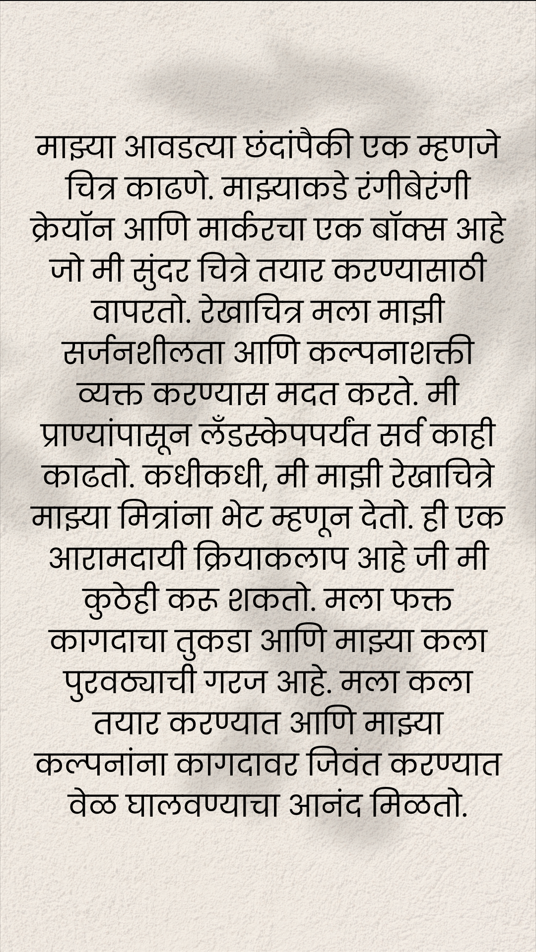 माझ्या आवडत्या छंदांपैकी एक म्हणजे
चित्र काढणे. माझ्याकडे रंगीबेरंगी
क्रेयॉन आणि मार्करचा एक बॉक्स आहे
जो मी सुंदर चित्रे तयार करण्यासाठी
वापरतो. रेखाचित्र मला माझी
सर्जनशीलता आणि कल्पनाशक्ती
व्यक्त करण्यास मदत करते. मी
प्राण्यांपासून लँडस्केपपर्यंत सर्व काही
काढतो. कधीकधी, मी माझी रेखाचित्रे
माझ्या मित्रांना भेट म्हणून देतो. ही एक
आरामदायी क्रियाकलाप आहे जी मी
कुठेही करू शकतो. मला फक्त
कागदाचा तुकडा आणि माझ्या कला
पुरवठ्याची गरज आहे. मला कला
तयार करण्यात आणि माझ्या
कल्पनांना कागदावर जिवंत करण्यात
वेळ घालवण्याचा आनंद मिळतो.